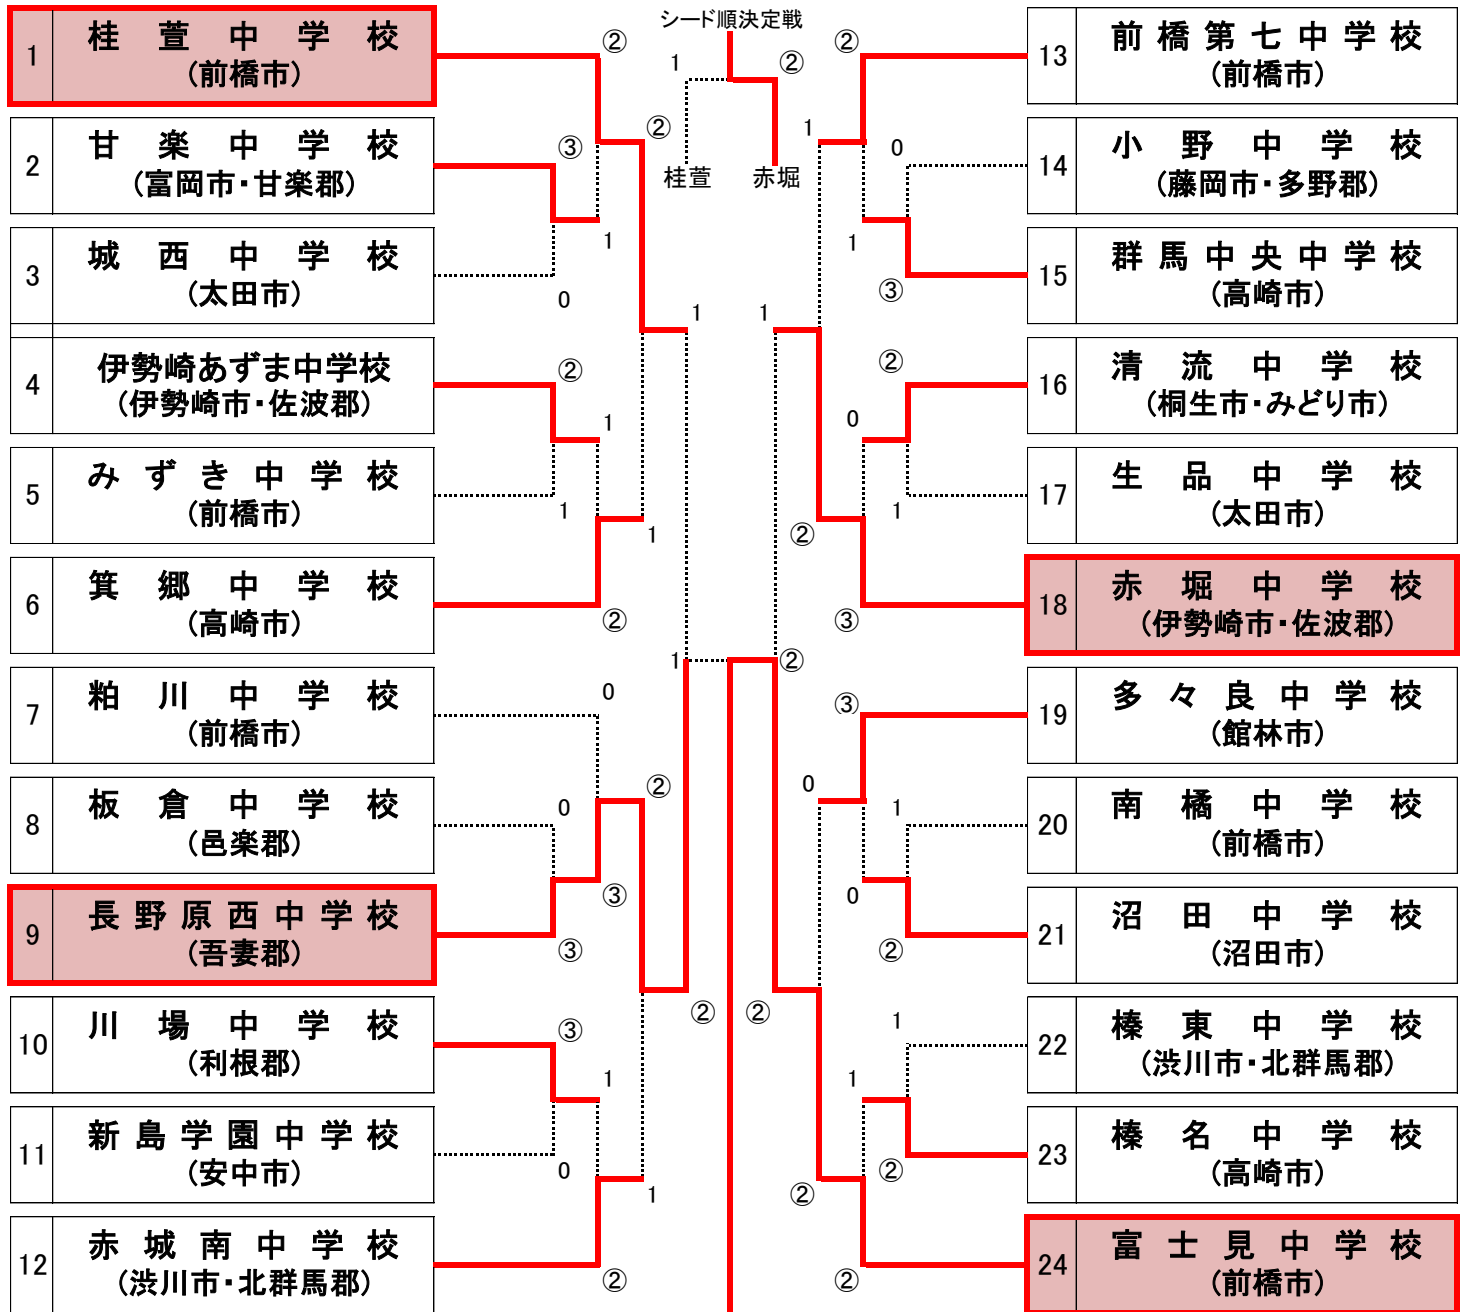 シード順決定戦
1
②
桂萱
赤堀
1
桂萱中学校
(前橋市)
2
甘楽中学校
(富岡市・甘楽郡)
3
城西中学校
(太田市)
4
伊勢崎あずま中学校
(伊勢崎市・佐波郡)
5
みずき中学校
(前橋市)
6
箕郷中学校
(高崎市)
7
粕川中学校
(前橋市)
8
板倉中学校
(邑楽郡)
9
長野原西中学校
(吾妻郡)
10
川場中学校
(利根郡)
11
新島学園中学校
(安中市)
12
赤城南中学校
(渋川市・北群馬郡)
②
②
③
1
0
1
②
1
1
1
②
1
0
②
0
③
③
②
③
1
0
1
②
13
前橋第七中学校
(前橋市)
14
小野中学校
(藤岡市・多野郡)
15
群馬中央中学校
(高崎市)
16
清流中学校
(桐生市・みどり市)
17
生品中学校
(太田市)
18
赤堀中学校
(伊勢崎市・佐波郡)
19
多々良中学校
(館林市)
20
南橘中学校
(前橋市)
21
沼田中学校
(沼田市)
22
榛東中学校
(渋川市・北群馬郡)
23
榛名中学校
(高崎市)
24
富士見中学校
(前橋市)
②
1
0
1
③
1
②
0
1
②
③
②
③
0
1
0
②
②
1
1
②
②
②